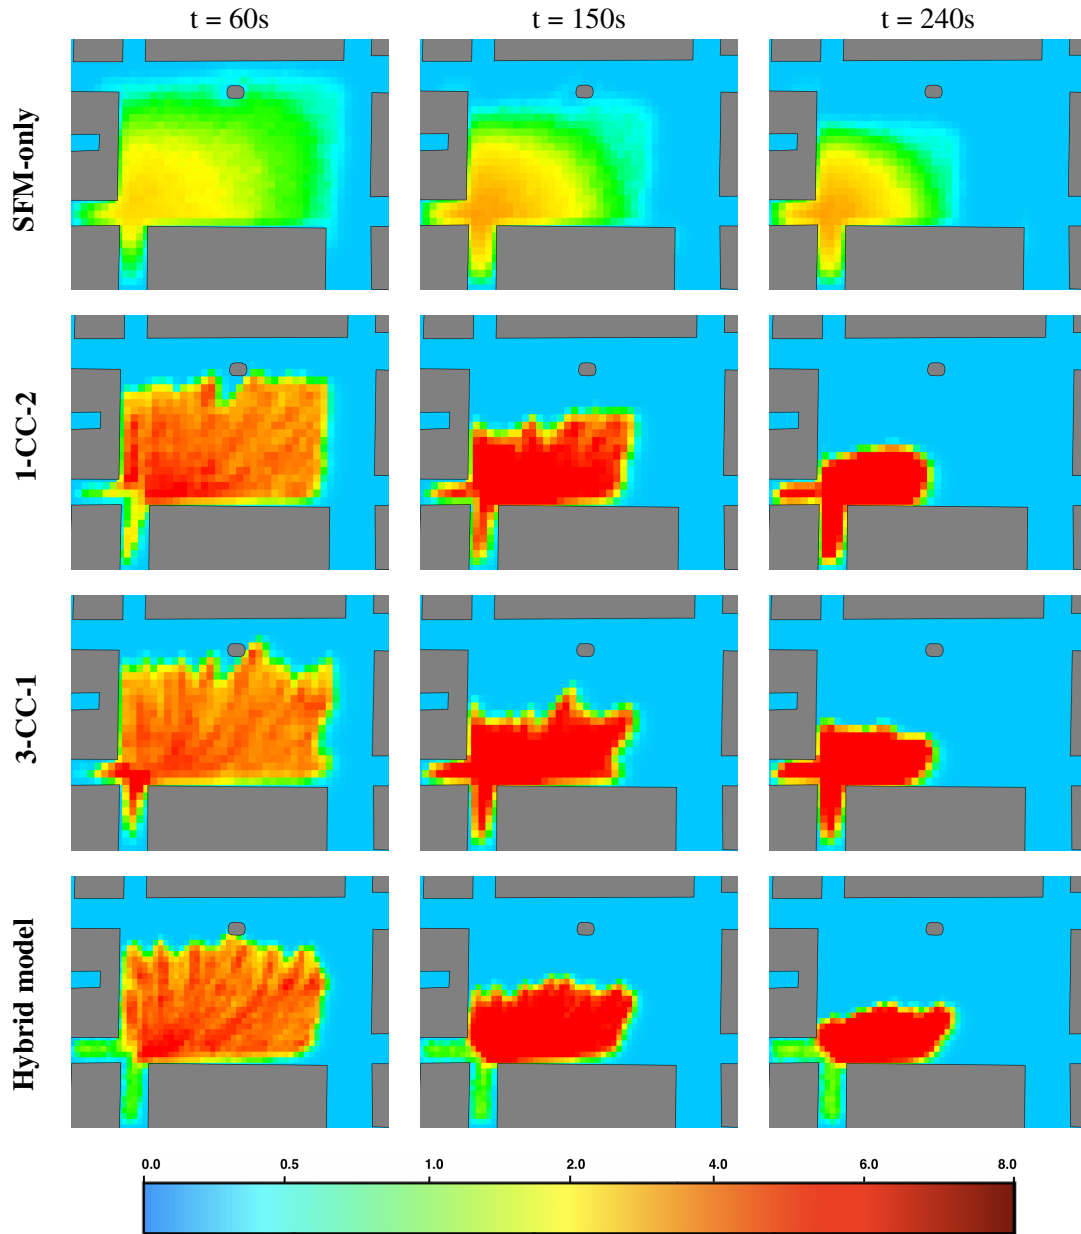 t = 60s
t = 150s
t = 240s
SFM-only
1-CC-2
3-CC-1
Hybrid model
0.0 0.5 1.0 2.0 4.0 6.0 8.0